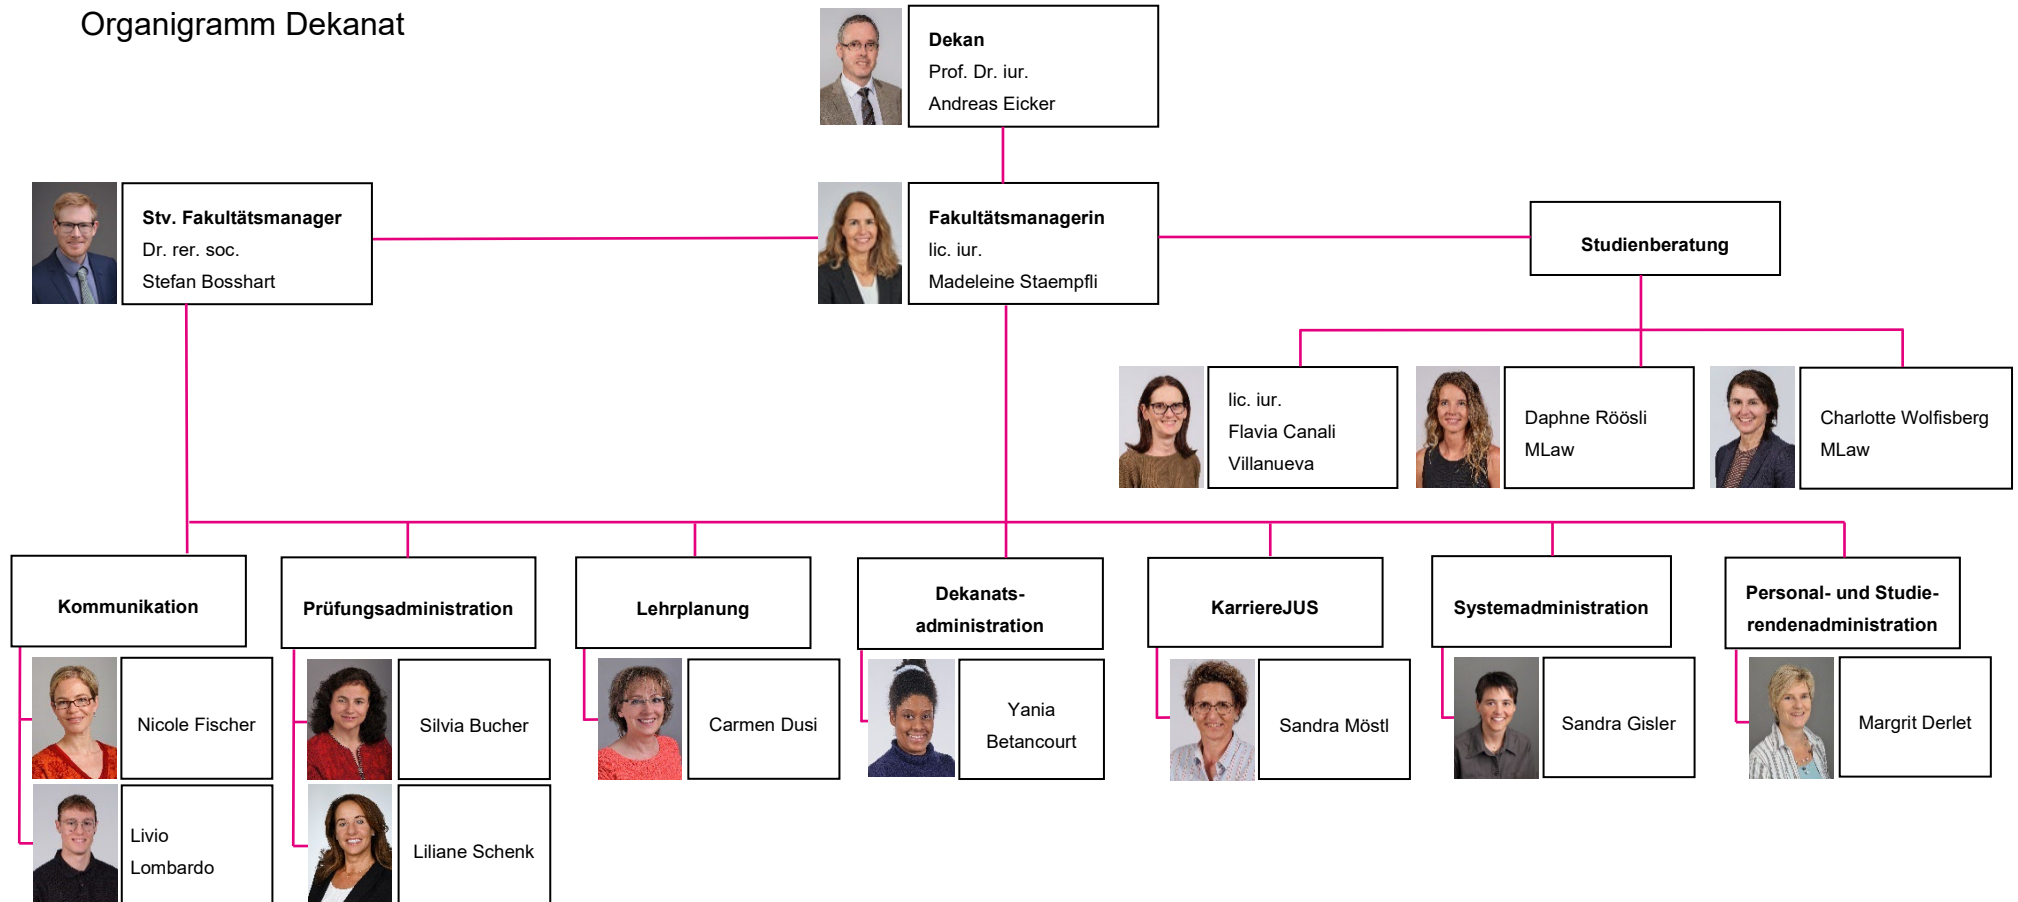 Organigramm Dekanat
Dekan
Prof. Dr. iur.
Andreas Eicker
Stv. Fakultätsmanager
Dr. rer. soc.
Stefan Bosshart
Fakultätsmanagerin
lic. iur.
Madeleine Staempfli
Studienberatung
lic. iur.
Flavia Canali
Villanueva
Daphne Röösli
MLaw
Charlotte Wolfisberg
MLaw
Kommunikation
Prüfungsadministration
Lehrplanung
Dekanats-
administration
KarriereJUS
Systemadministration
Personal- und Studie-
rendenadministration
Nicole Fischer
Silvia Bucher
Carmen Dusi
Yania
Betancourt
Sandra Möstl
Sandra Gisler
Margrit Derlet
Livio
Lombardo
Liliane Schenk